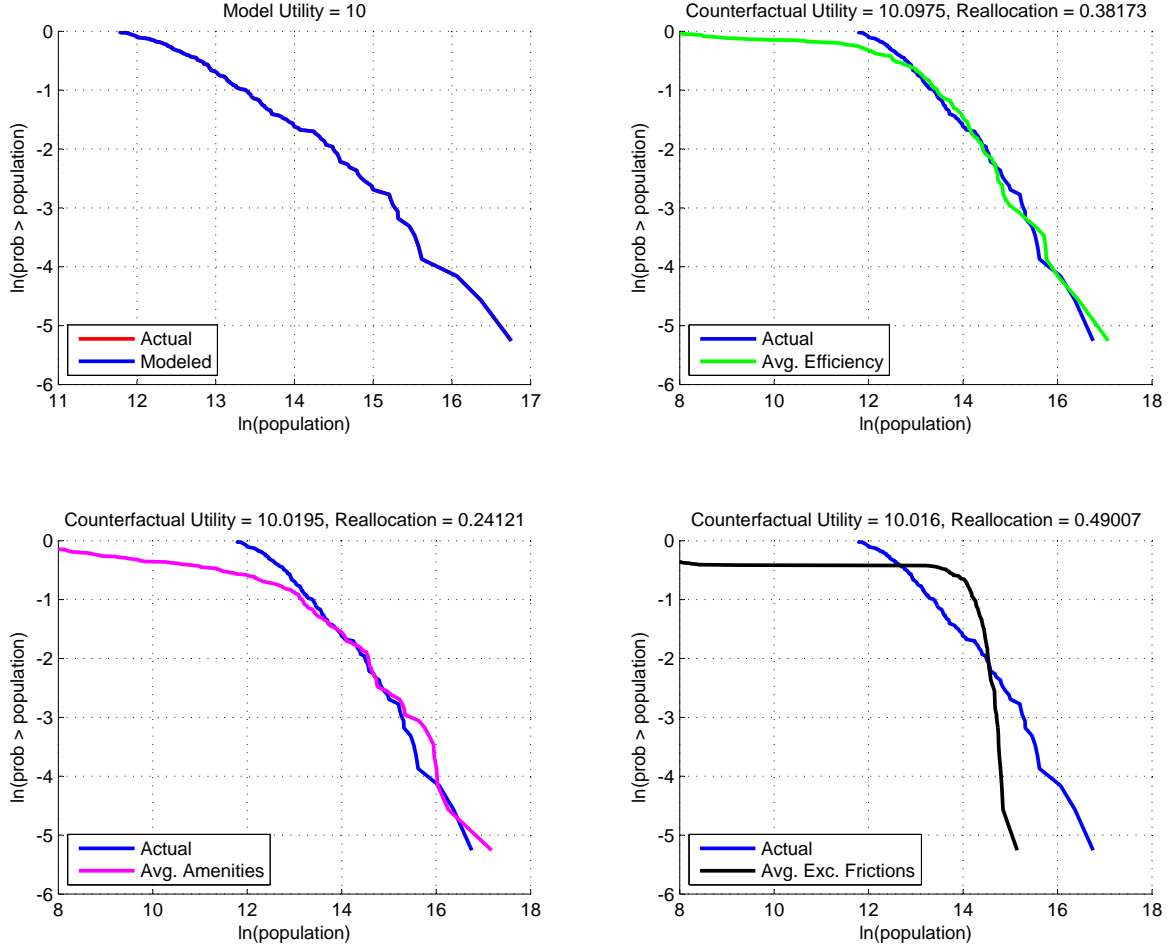 Model Utility = 10
0
-1
-2
-3
-4
-5
-6
ln(prob > population)
11
12
13
14
15
16
17
ln(population)
Actual
Modeled
Counterfactual Utility = 10.0975, Reallocation = 0.38173
0
-1
-2
-3
-4
-5
-6
ln(prob > population)
8
10
12
14
16
18
ln(population)
Actual
Avg. Efficiency
Counterfactual Utility = 10.0195, Reallocation = 0.24121
0
-1
-2
-3
-4
-5
-6
ln(prob > population)
8
10
12
14
16
18
ln(population)
Actual
Avg. Amenities
Counterfactual Utility = 10.016, Reallocation = 0.49007
0
-1
-2
-3
-4
-5
-6
ln(prob > population)
8
10
12
14
16
18
ln(population)
Actual
Avg. Exc. Frictions